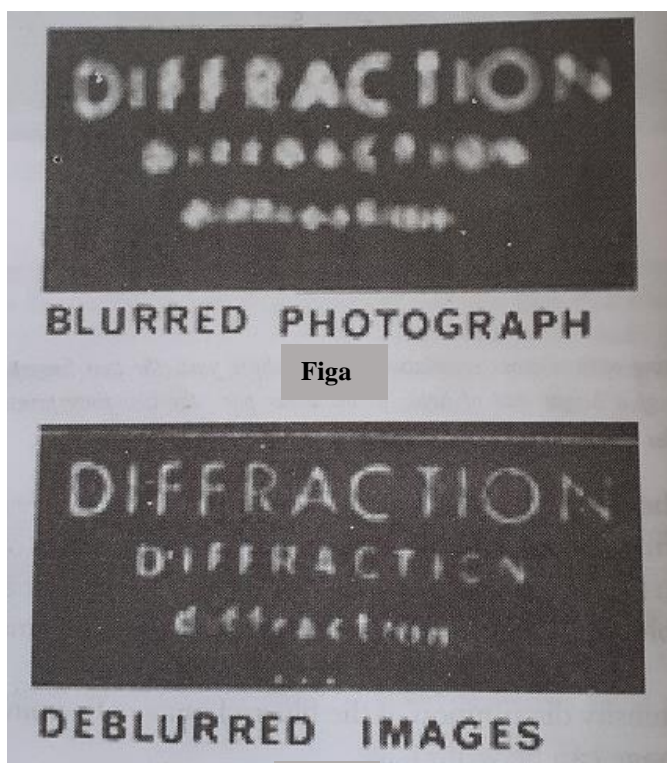 DIFFRACTION
BLURRED PHOTOGRAPH
Figa
DIFFRACTION
DIFFRACTION
diffraction
DEBLURRED IMAGES